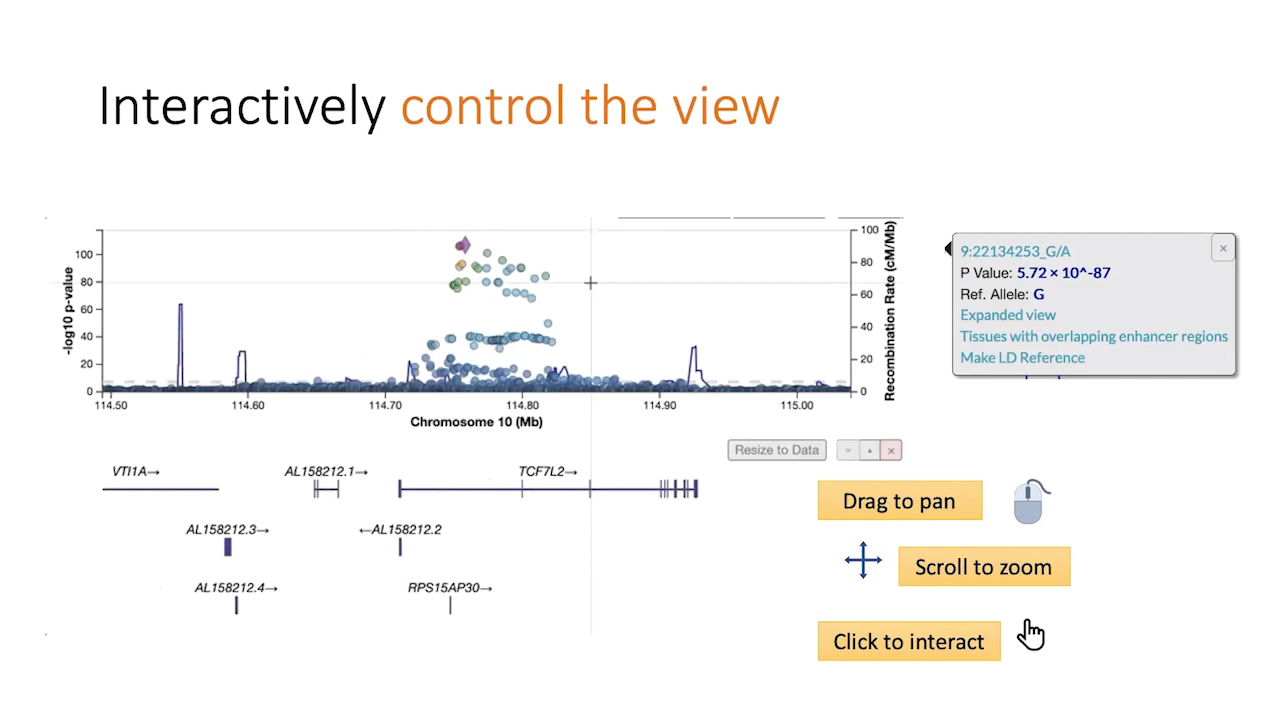 Interactively control the view
100
80
60
40
20
0
-log10 p-value
100
80
60
40
20
0
Recombination Rate (cM/Mb)
114.50 114.60 114.70 114.80 114.90 115.00
Chromosome 10 (Mb)
9:22134253_G/A ×
P Value: 5.72 × 10^-87
Ref. Allele: G
Expanded view
Tissues with overlapping enhancer regions
Make LD Reference
Resize to Data
VTI1A→ AL158212.1→ TCF7L2→
AL158212.3→ ←AL158212.2
AL158212.4→ RPS15AP30→
Drag to pan
Scroll to zoom
Click to interact